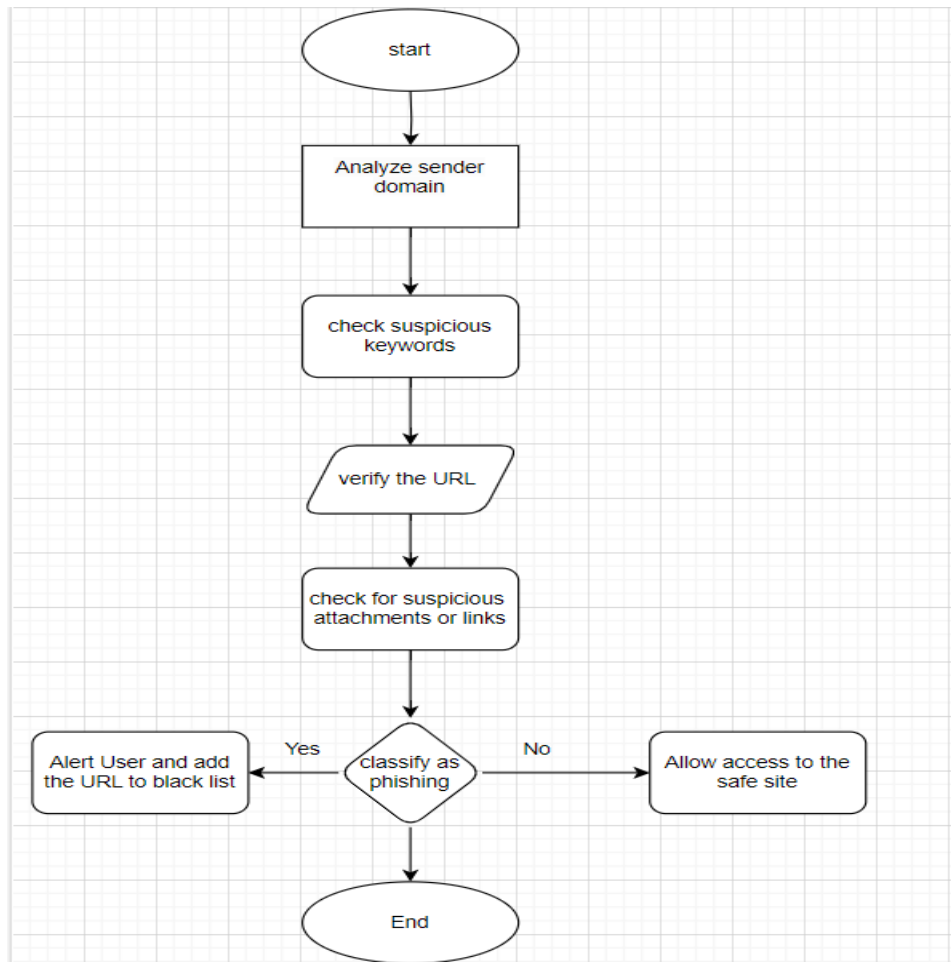 start
Analyze sender
domain
check suspicious
keywords
verify the URL
check for suspicious
attachments or links
Yes
No
Alert User and add
the URL to black list
classify as
phishing
Allow access to the
safe site
End